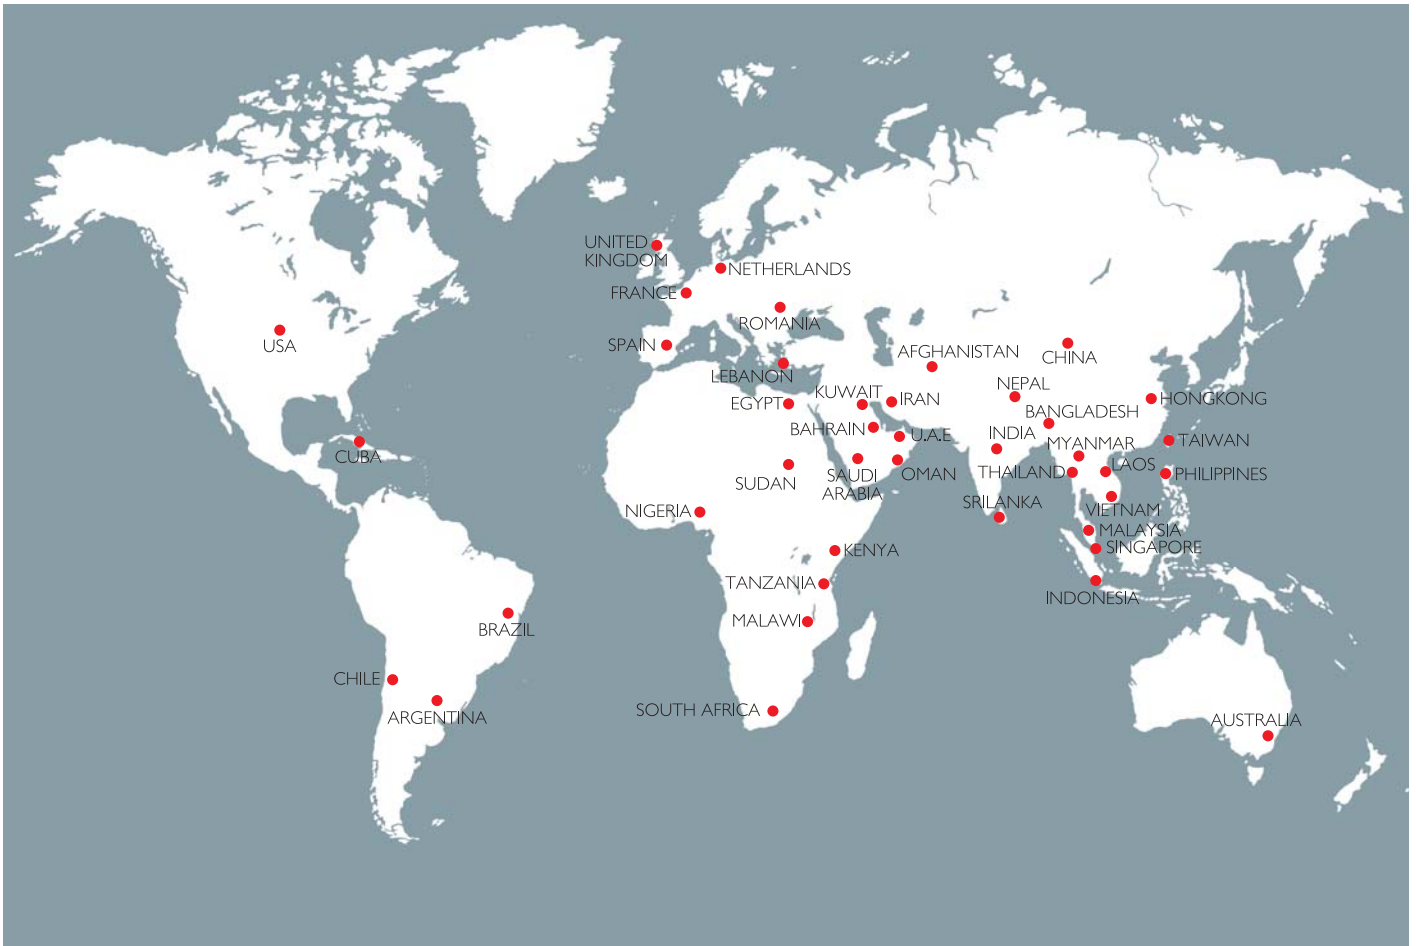 UNITED
KINGDOM
NETHERLANDS
FRANCE
ROMANIA
USA
SPAIN
AFGHANISTAN
CHINA
LEBANON
KUWAIT
NEPAL
EGYPT
IRAN
HONGKONG
BANGLADESH
BAHRAIN
U.A.E
INDIA
MYANMAR
TAIWAN
CUBA
SUDAN
SAUDI
ARABIA
OMAN
THAILAND
LAOS
PHILIPPINES
SRILANKA
VIETNAM
NIGERIA
MALAYSIA
KENYA
SINGAPORE
TANZANIA
INDONESIA
MALAWI
BRAZIL
CHILE
SOUTH AFRICA
ARGENTINA
AUSTRALIA